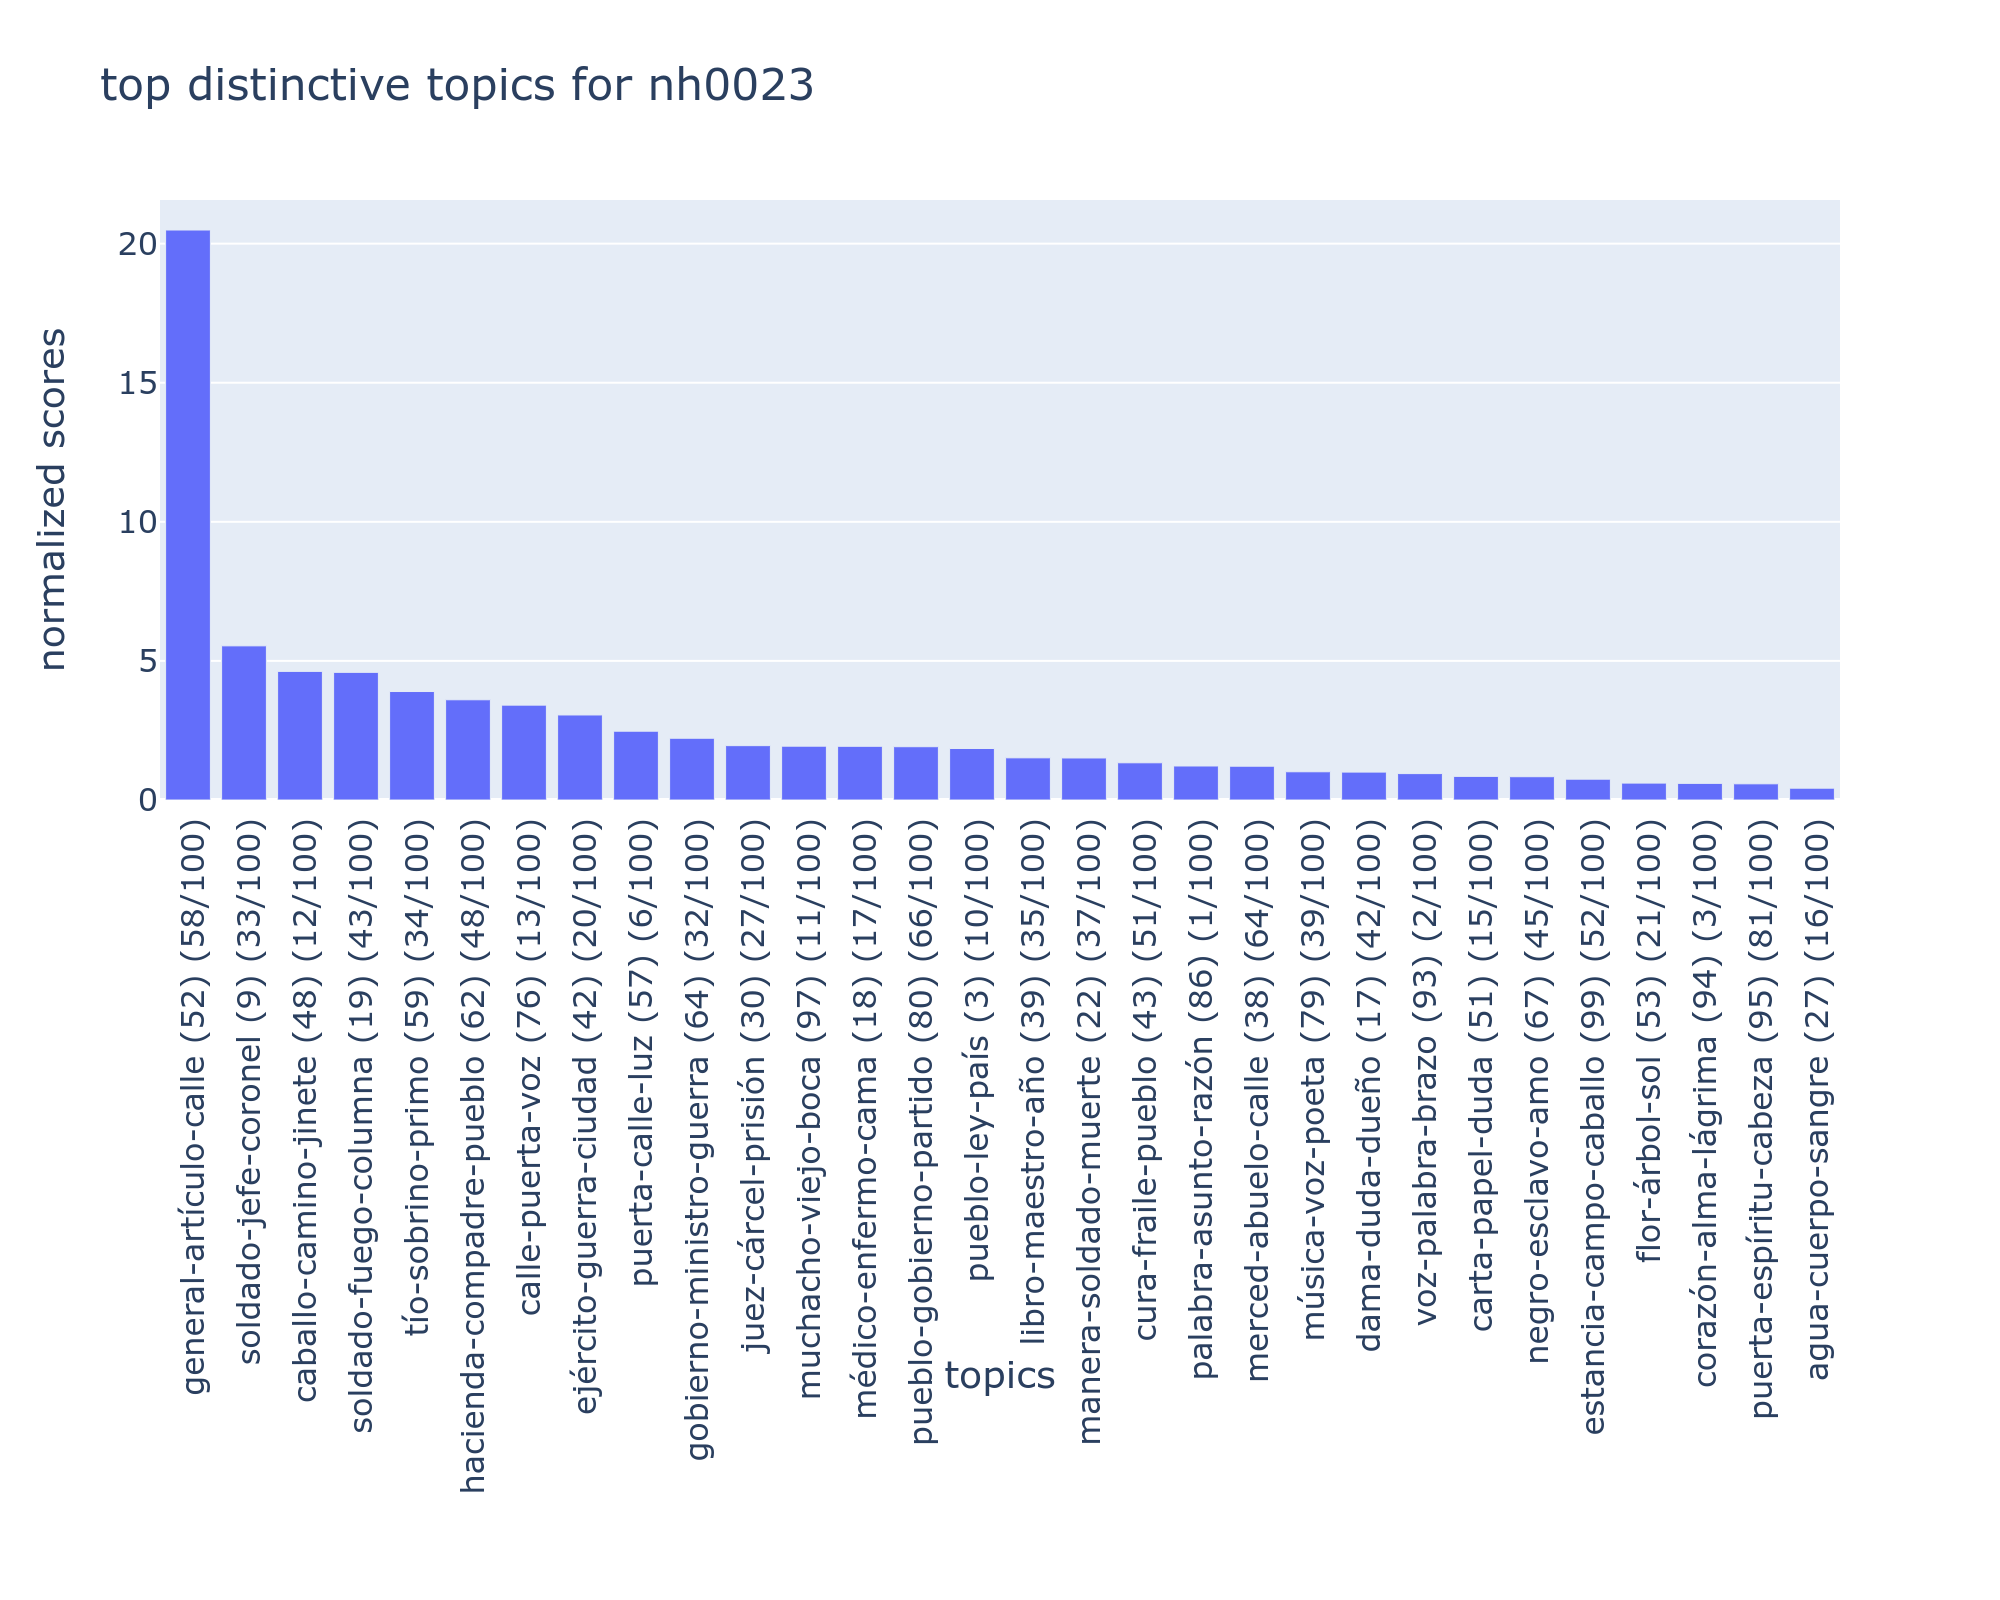 top distinctive topics for nh0023
normalized scores
20
15
10
5
0
general-artículo-calle (52) (58/100)
soldado-jefe-coronel (9) (33/100)
caballo-camino-jinete (48) (12/100)
soldado-fuego-columna (19) (43/100)
tío-sobrino-primo (59) (34/100)
hacienda-compadre-pueblo (62) (48/100)
calle-puerta-voz (76) (13/100)
ejército-guerra-ciudad (42) (20/100)
puerta-calle-luz (57) (6/100)
gobierno-ministro-guerra (64) (32/100)
juez-cárcel-prisión (30) (27/100)
muchacho-viejo-boca (97) (11/100)
médico-enfermo-cama (18) (17/100)
pueblo-gobierno-partido (80) (66/100)
pueblo-ley-país (3) (10/100)
libro-maestro-año (39) (35/100)
manera-soldado-muerte (22) (37/100)
cura-fraile-pueblo (43) (51/100)
palabra-asunto-razón (86) (1/100)
merced-abuelo-calle (38) (64/100)
música-voz-poeta (79) (39/100)
dama-duda-dueño (17) (42/100)
voz-palabra-brazo (93) (2/100)
carta-papel-duda (51) (15/100)
negro-esclavo-amo (67) (45/100)
estancia-campo-caballo (99) (52/100)
flor-árbol-sol (53) (21/100)
corazón-alma-lágrima (94) (3/100)
puerta-espíritu-cabeza (95) (81/100)
agua-cuerpo-sangre (27) (16/100)
topics